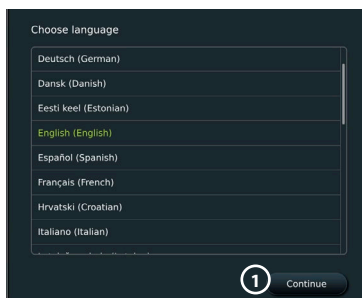 Choose language
Deutsch (German)
Dansk (Danish)
Eesti keel (Estonian)
English (English)
Español (Spanish)
Français (French)
Hrvatski (Croatian)
Italiano (Italian)
1 Continue